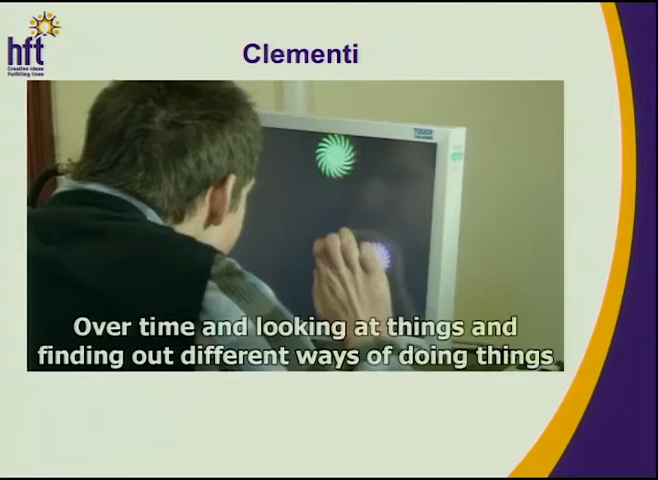 hft
Creative Ideas
Fulfilling lives
Clementi
TOUCH
Over time and looking at things and
finding out different ways of doing things